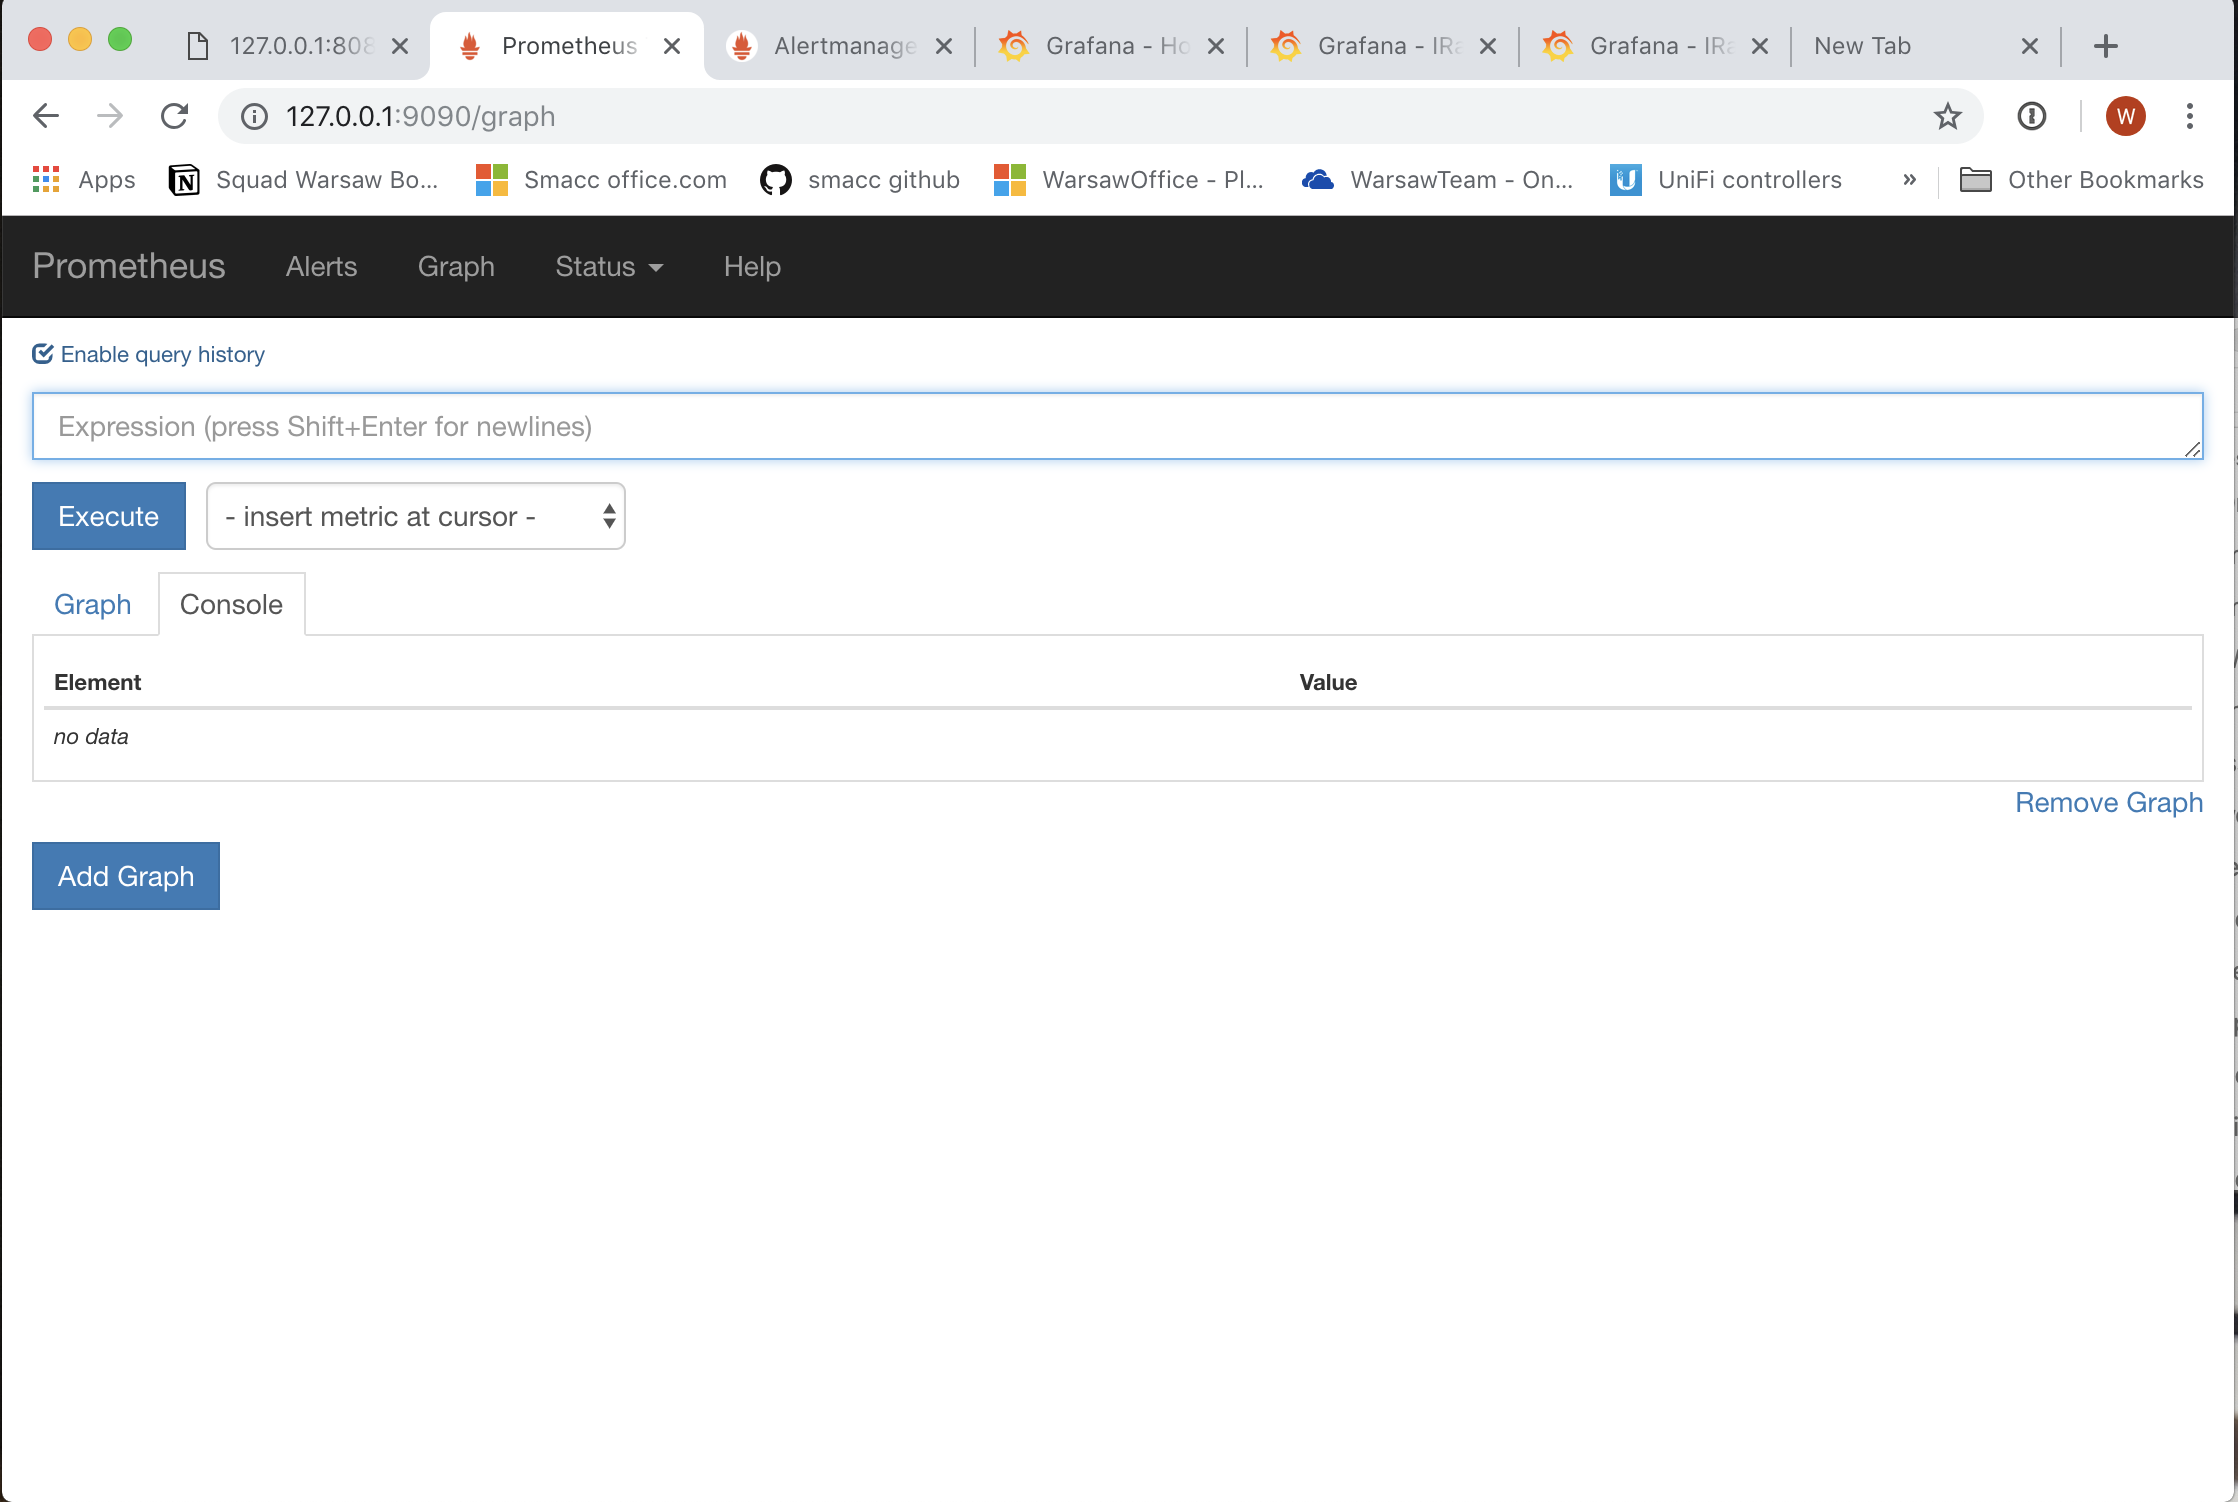 127.0.0.1:808
Prometheus
Alertmanage
Grafana - Ho
Grafana - IRa
Grafana - IRa
New Tab
127.0.0.1:9090/graph
W
Apps
Squad Warsaw Bo...
Smacc office.com
smacc github
WarsawOffice - Pl...
WarsawTeam - On...
UniFi controllers
»
Other Bookmarks
Prometheus
Alerts
Graph
Status
Help
Enable query history
Expression (press Shift+Enter for newlines)
Execute
- insert metric at cursor -
Graph
Console
Element
Value
no data
Remove Graph
Add Graph